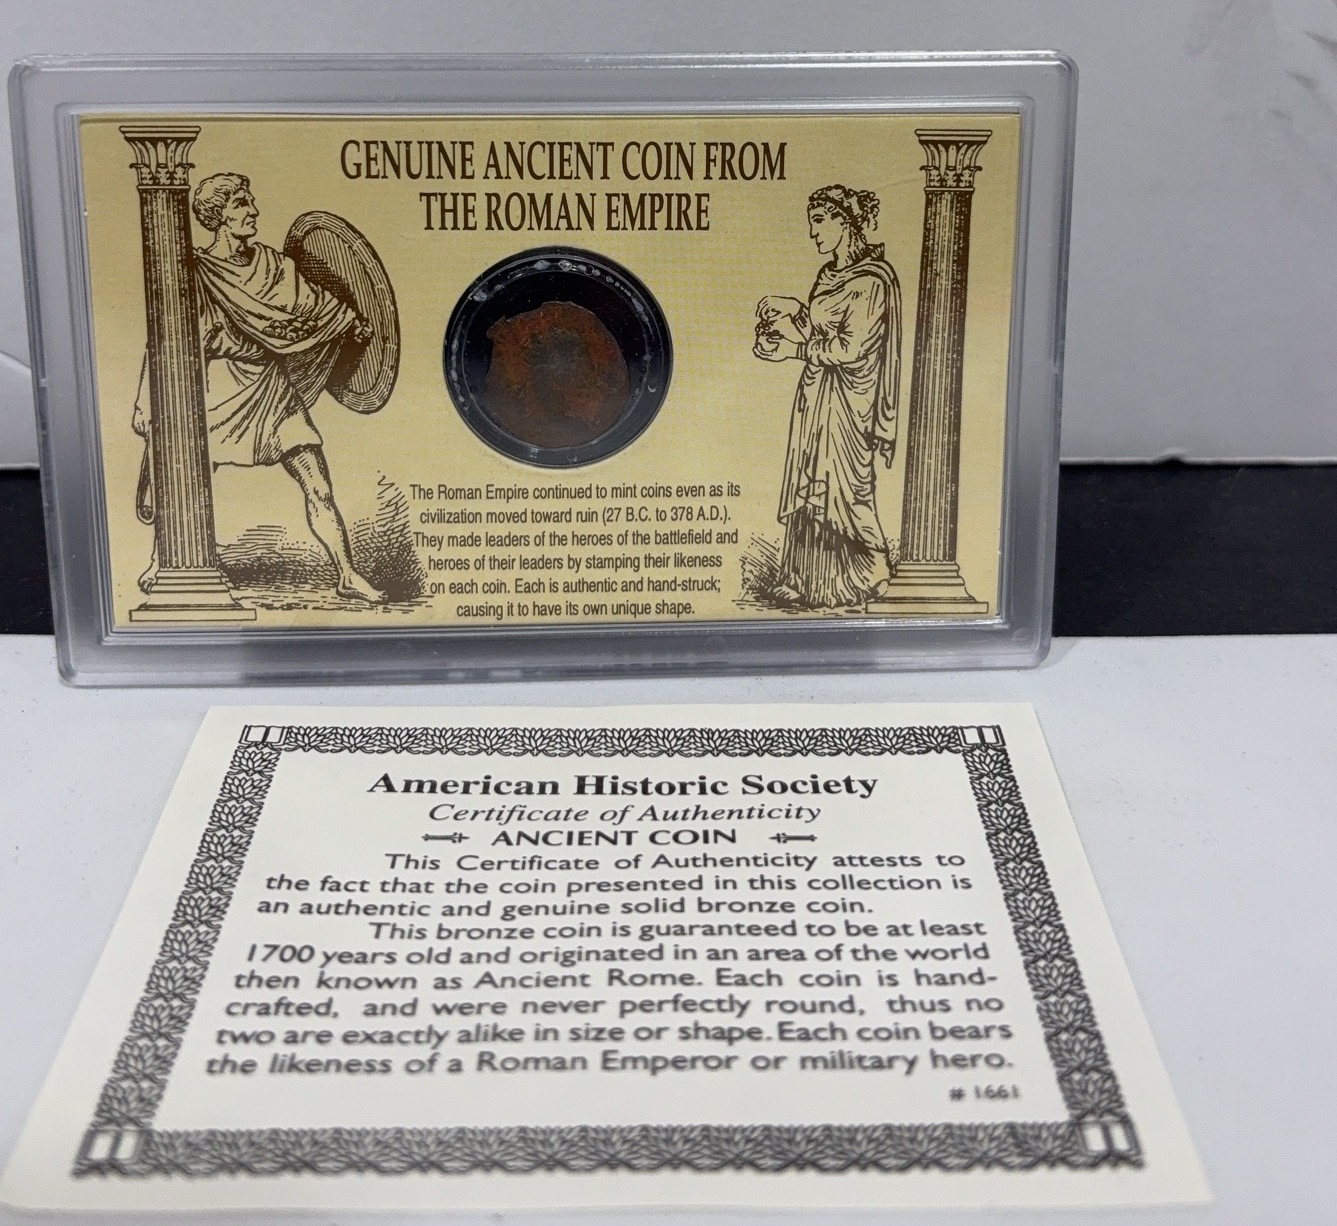 GENUINE ANCIENT COIN FROM
THE ROMAN EMPIRE
The Roman Empire continued to mint coins even as its
civilization moved toward ruin (27 B.C. to 378 A.D.).
They made leaders of the heroes of the battlefield and
heroes of their leaders by stamping their likeness
on each coin. Each is authentic and hand-struck;
causing it to have its own unique shape.
American Historic Society
Certificate of Authenticity
ANCIENT COIN
This Certificate of Authenticity attests to
the fact that the coin presented in this collection is
an authentic and genuine solid bronze coin.
This bronze coin is guaranteed to be at least
1700 years old and originated in an area of the world
then known as Ancient Rome. Each coin is hand-
crafted, and were never perfectly round, thus no
two are exactly alike in size or shape. Each coin bears
the likeness of a Roman Emperor or military hero.
# 1661